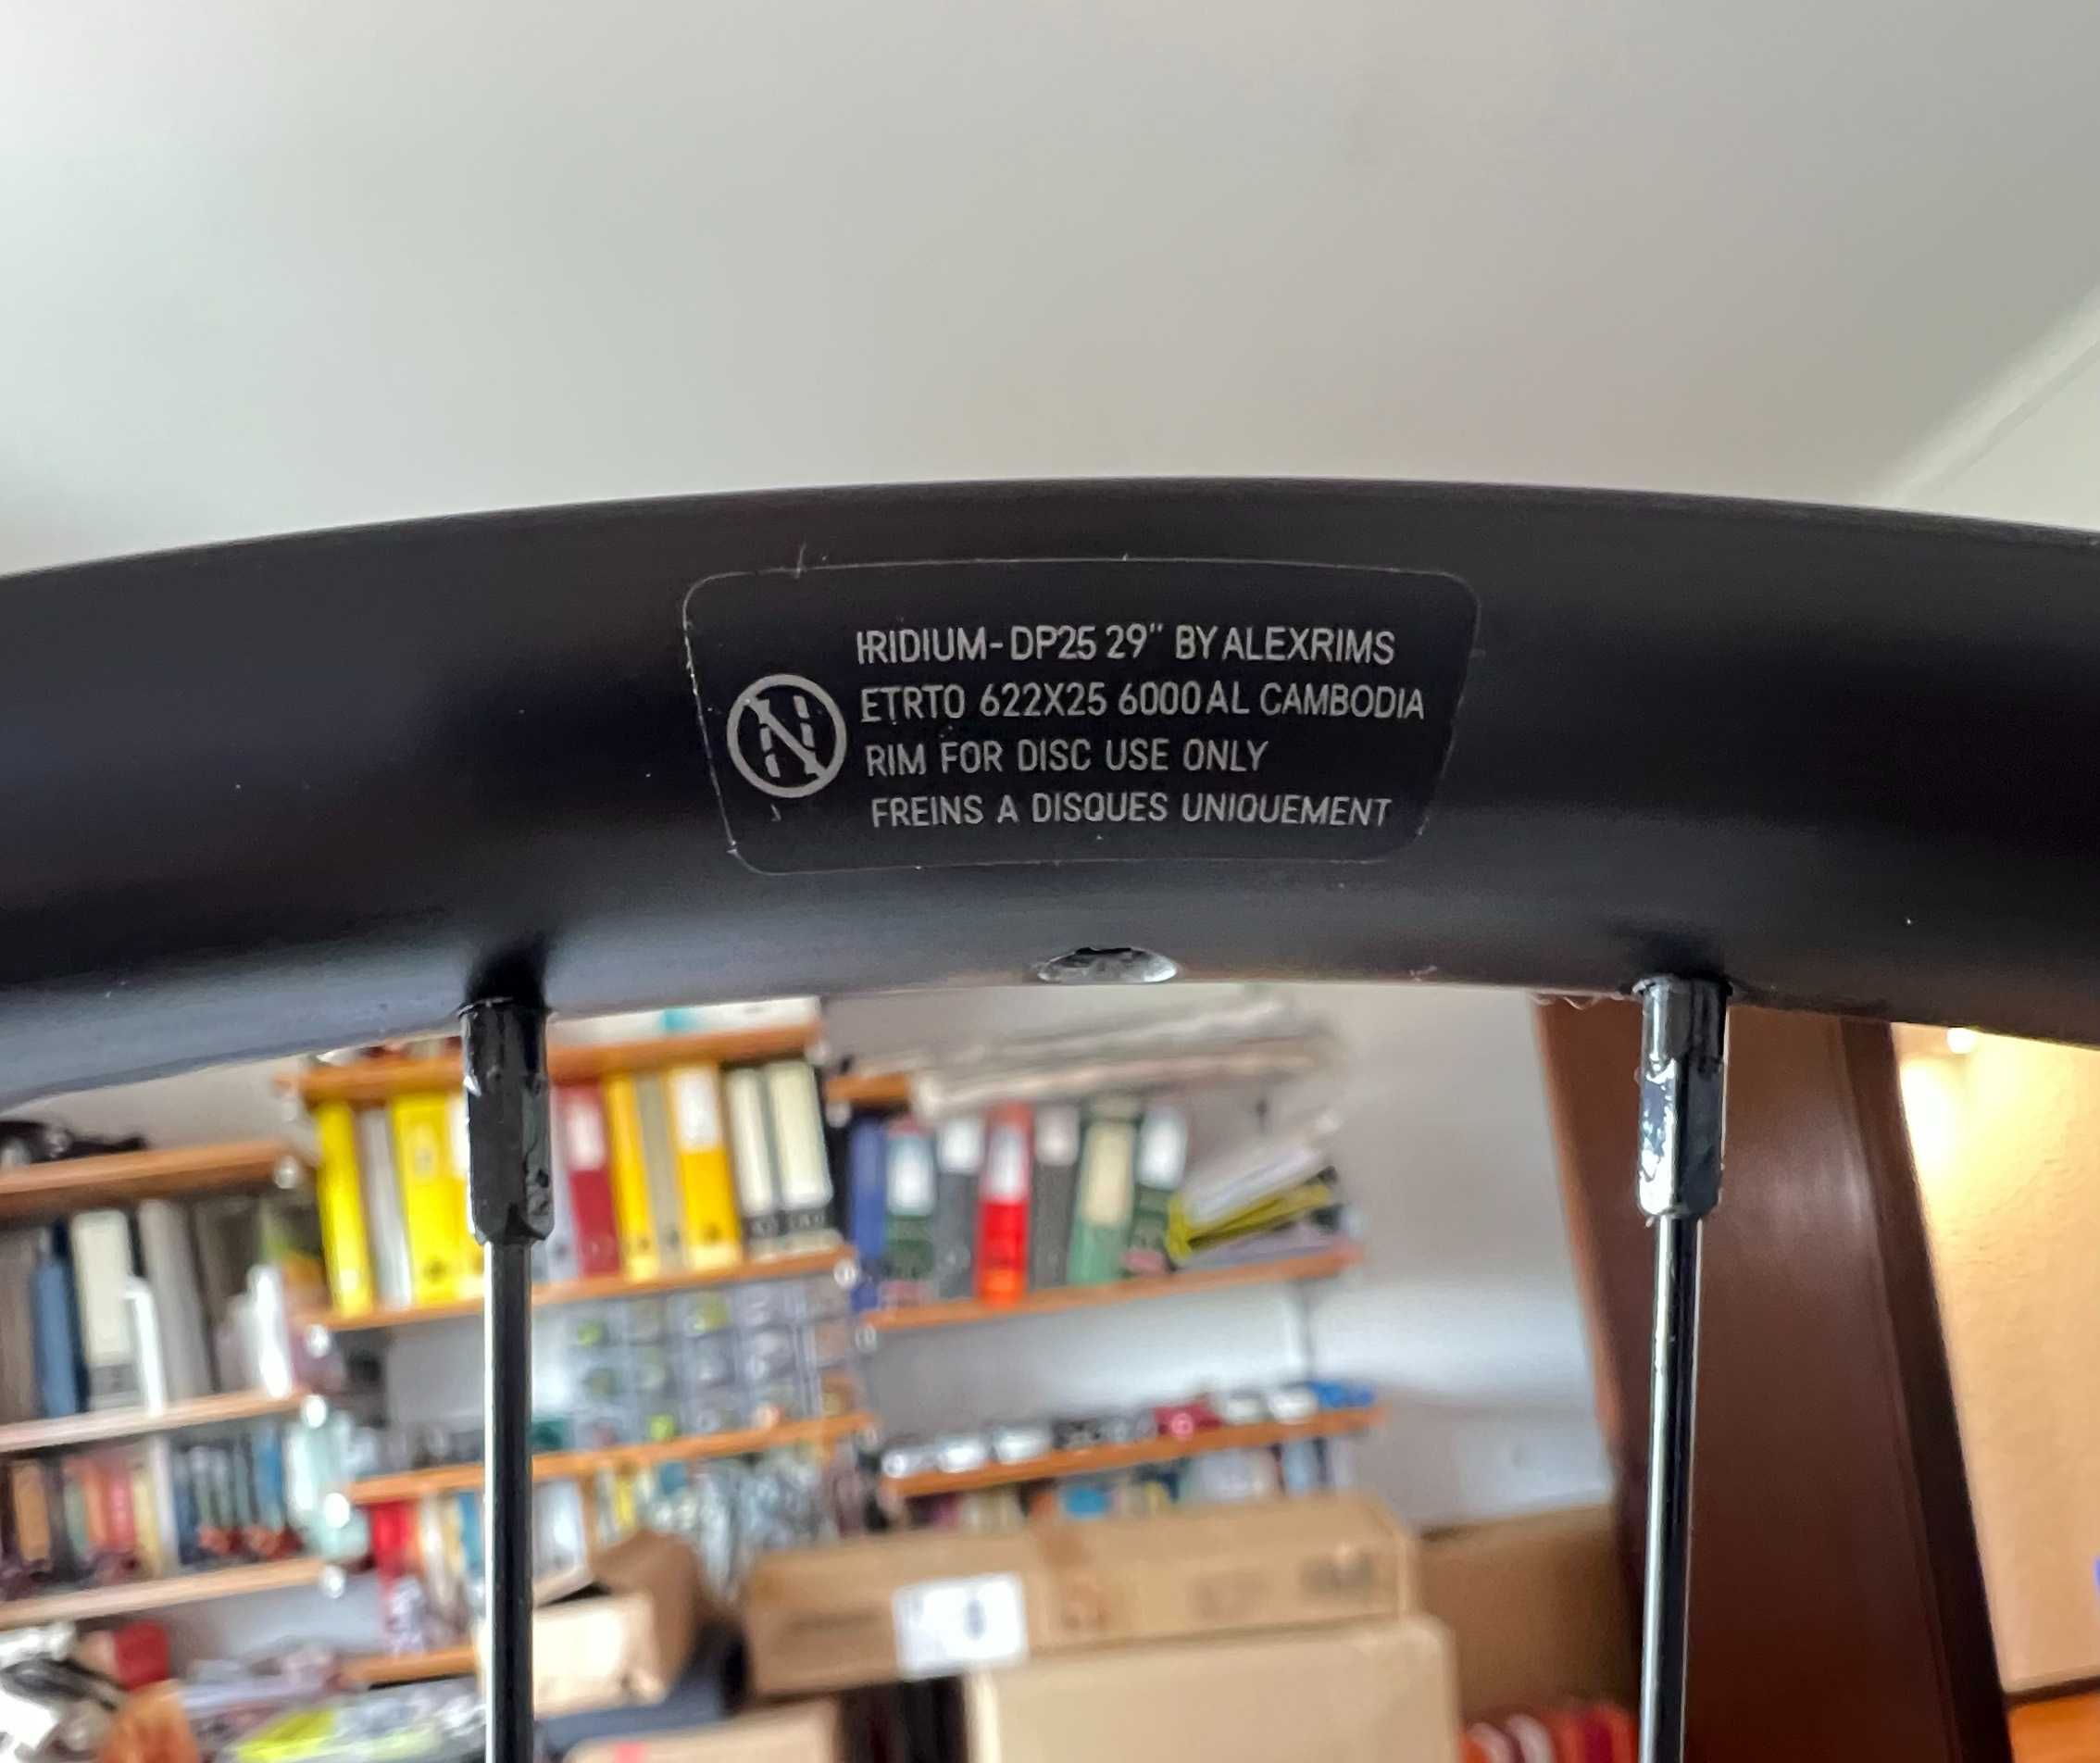 IRIDIUM-DP25 29" BY ALEXRIMS
ETRTO 622X25 6000 AL CAMBODIA
RIM FOR DISC USE ONLY
FREINS A DISQUES UNIQUEMENT